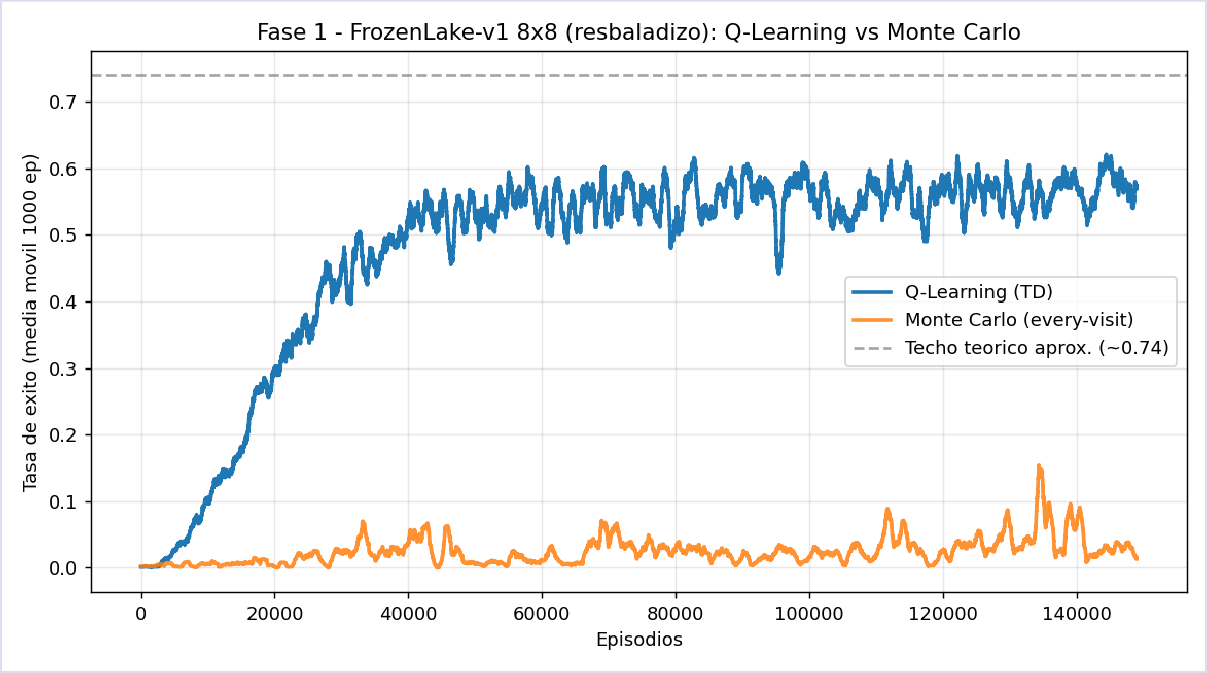 Fase 1 - FrozenLake-v1 8x8 (resbaladizo): Q-Learning vs Monte Carlo
Tasa de exito (media movil 1000 ep)
0.7
0.6
0.5
0.4
0.3
0.2
0.1
0.0
Q-Learning (TD)
Monte Carlo (every-visit)
Techo teorico aprox. (~0.74)
0
20000
40000
60000
80000
100000
120000
140000
Episodios